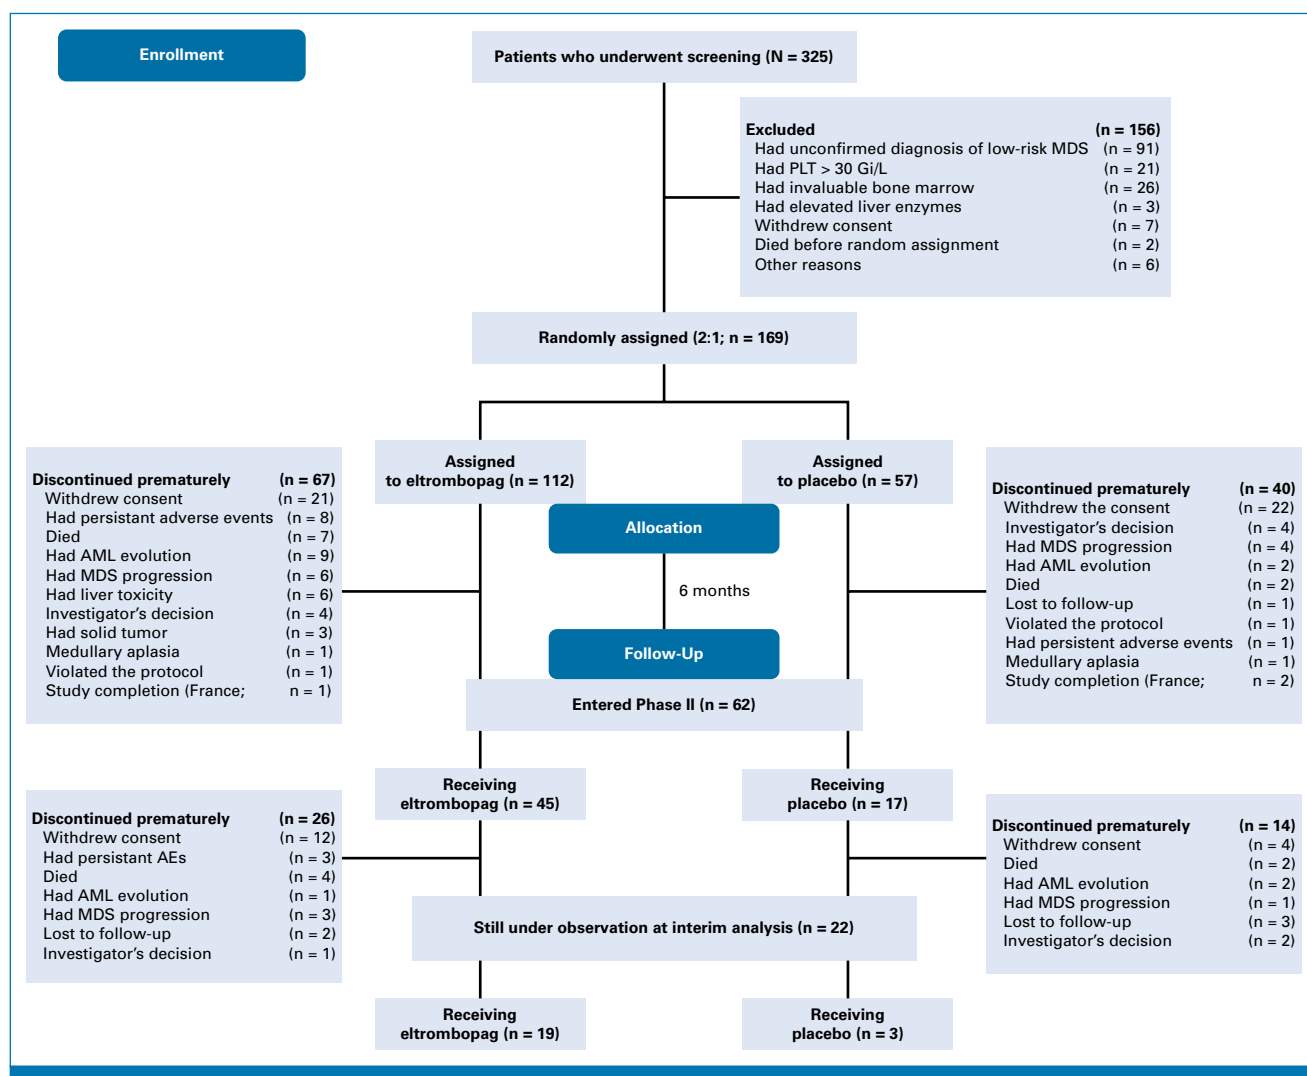 Enrollment
Patients who underwent screening (N = 325)
Excluded (n = 156)
Had unconfirmed diagnosis of low-risk MDS (n = 91)
Had PLT > 30 Gi/L (n = 21)
Had invaluable bone marrow (n = 26)
Had elevated liver enzymes (n = 3)
Withdrew consent (n = 7)
Died before random assignment (n = 2)
Other reasons (n = 6)
Randomly assigned (2:1; n = 169)
Assigned
to eltrombopag (n = 112)
Assigned
to placebo (n = 57)
Discontinued prematurely (n = 67)
Withdrew consent (n = 21)
Had persistant adverse events (n = 8)
Died (n = 7)
Had AML evolution (n = 9)
Had MDS progression (n = 6)
Had liver toxicity (n = 6)
Investigator's decision (n = 4)
Had solid tumor (n = 3)
Medullary aplasia (n = 1)
Violated the protocol (n = 1)
Study completion (France; n = 1)
Discontinued prematurely (n = 40)
Withdrew the consent (n = 22)
Investigator's decision (n = 4)
Had MDS progression (n = 4)
Had AML evolution (n = 2)
Died (n = 2)
Lost to follow-up (n = 1)
Violated the protocol (n = 1)
Had persistent adverse events (n = 1)
Medullary aplasia (n = 1)
Study completion (France; n = 2)
Allocation
6 months
Follow-Up
Entered Phase II (n = 62)
Receiving
eltrombopag (n = 45)
Receiving
placebo (n = 17)
Discontinued prematurely (n = 26)
Withdrew consent (n = 12)
Had persistant AEs (n = 3)
Died (n = 4)
Had AML evolution (n = 1)
Had MDS progression (n = 3)
Lost to follow-up (n = 2)
Investigator's decision (n = 1)
Discontinued prematurely (n = 14)
Withdrew consent (n = 4)
Died (n = 2)
Had AML evolution (n = 2)
Had MDS progression (n = 1)
Lost to follow-up (n = 3)
Investigator's decision (n = 2)
Still under observation at interim analysis (n = 22)
Receiving
eltrombopag (n = 19)
Receiving
placebo (n = 3)